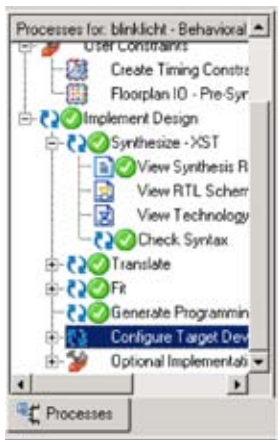 Processes for: blinklicht - Behavioral
User Constraints
Create Timing Constra
Floorplan IO - Pre-Syn
Implement Design
Synthesize - XST
View Synthesis R
View RTL Schem
View Technology
Check Syntax
Translate
Fit
Generate Programmin
Configure Target Dev
Optional Implementati
Processes